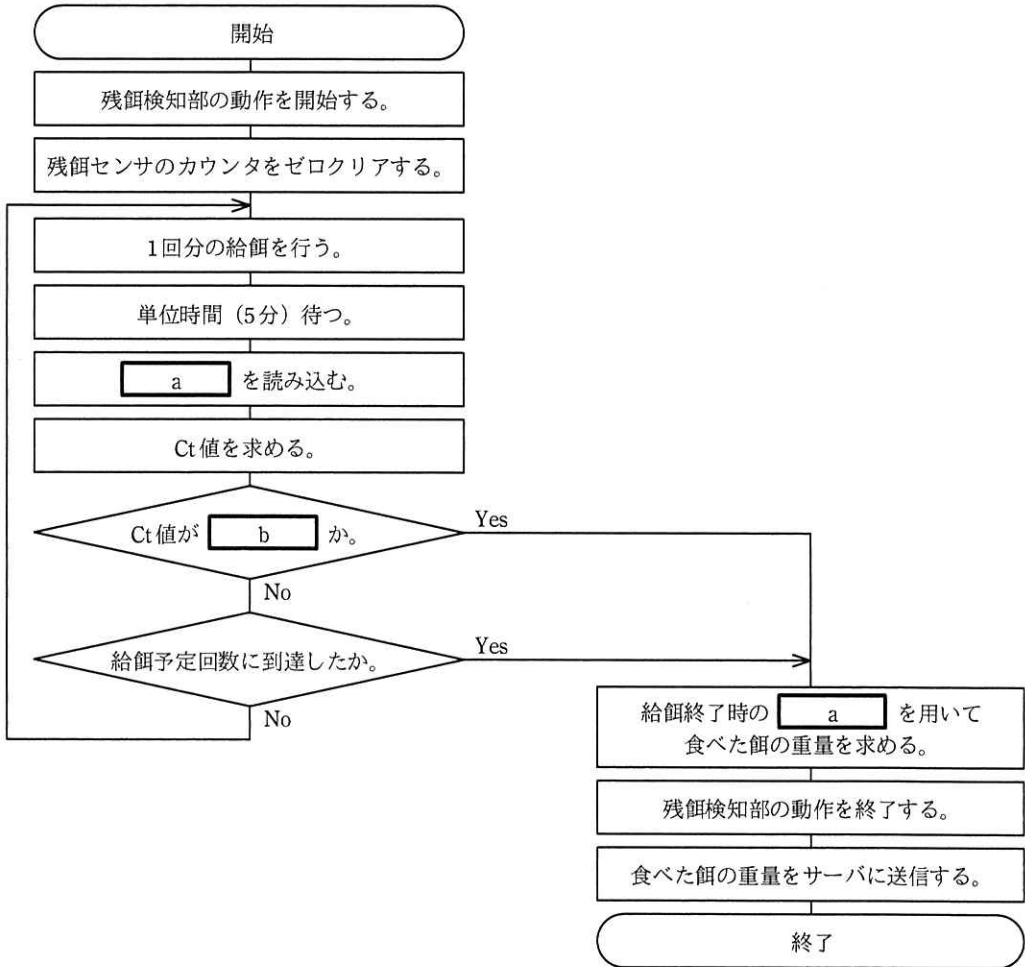 開始
残餌検知部の動作を開始する。
残餌センサのカウンタをゼロクリアする。
1回分の給餌を行う。
単位時間（5分）待つ。
a を読み込む。
Ct値を求める。
Ct値が b か。
Yes
No
給餌予定回数に到達したか。
Yes
No
給餌終了時の a を用いて
食べた餌の重量を求める。
残餌検知部の動作を終了する。
食べた餌の重量をサーバに送信する。
終了